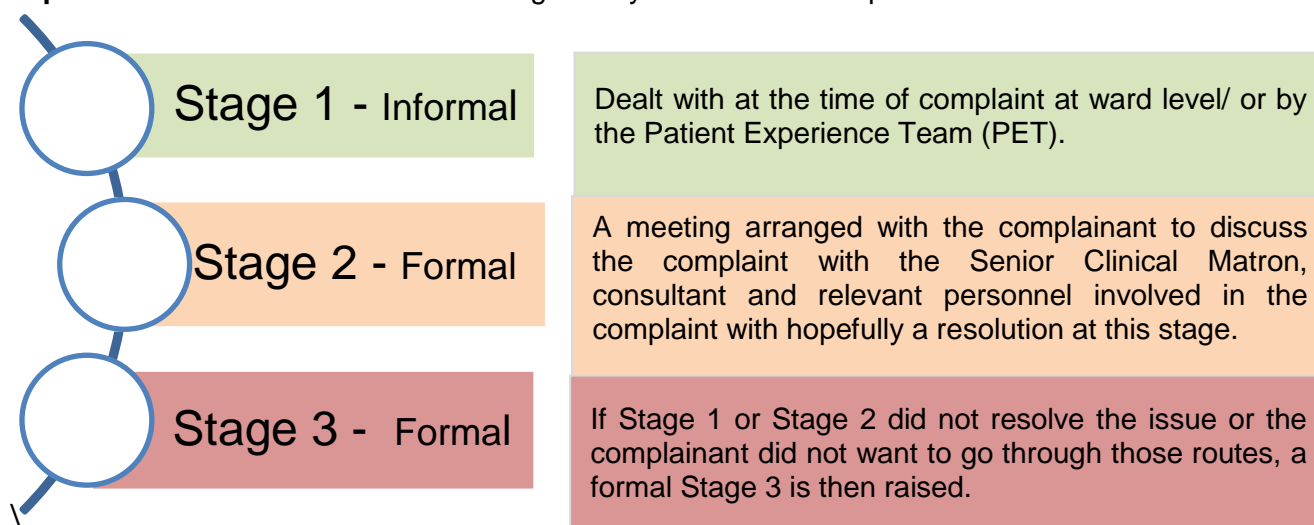 Stage 1 - Informal
Dealt with at the time of complaint at ward level/ or by
the Patient Experience Team (PET).
Stage 2 - Formal
A meeting arranged with the complainant to discuss
the complaint with the Senior Clinical Matron,
consultant and relevant personnel involved in the
complaint with hopefully a resolution at this stage.
Stage 3 - Formal
If Stage 1 or Stage 2 did not resolve the issue or the
complainant did not want to go through those routes, a
formal Stage 3 is then raised.
\